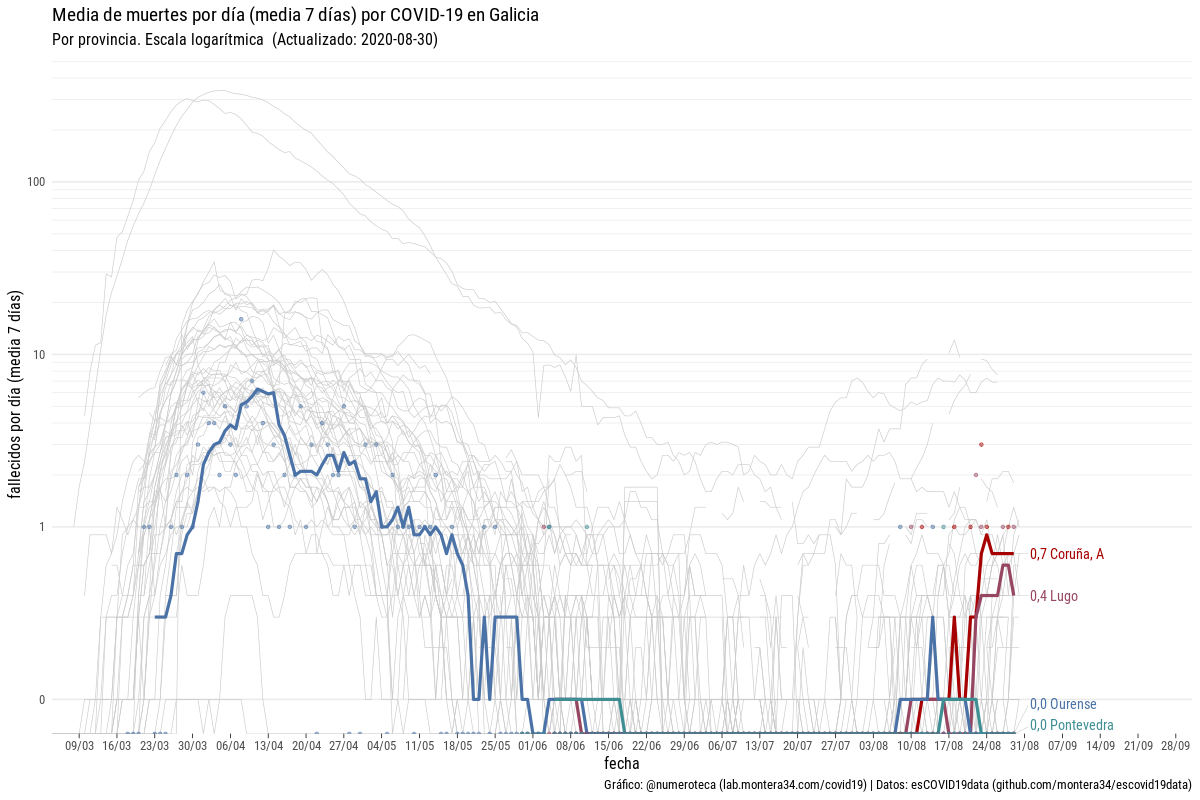 Media de muertes por día (media 7 días) por COVID-19 en Galicia
Por provincia. Escala logarítmica (Actualizado: 2020-08-30)
fallecidos por día (media 7 días)
100
10
1
0
0,7 Coruña, A
0,4 Lugo
0,0 Ourense
0,0 Pontevedra
09/03 16/03 23/03 30/03 06/04 13/04 20/04 27/04 04/05 11/05 18/05 25/05 01/06 08/06 15/06 22/06 29/06 06/07 13/07 20/07 27/07 03/08 10/08 17/08 24/08 31/08 07/09 14/09 21/09 28/09
fecha
Gráfico: @numeroteca (lab.montera34.com/covid19) | Datos: esCOVID19data (github.com/montera34/escovid19data)